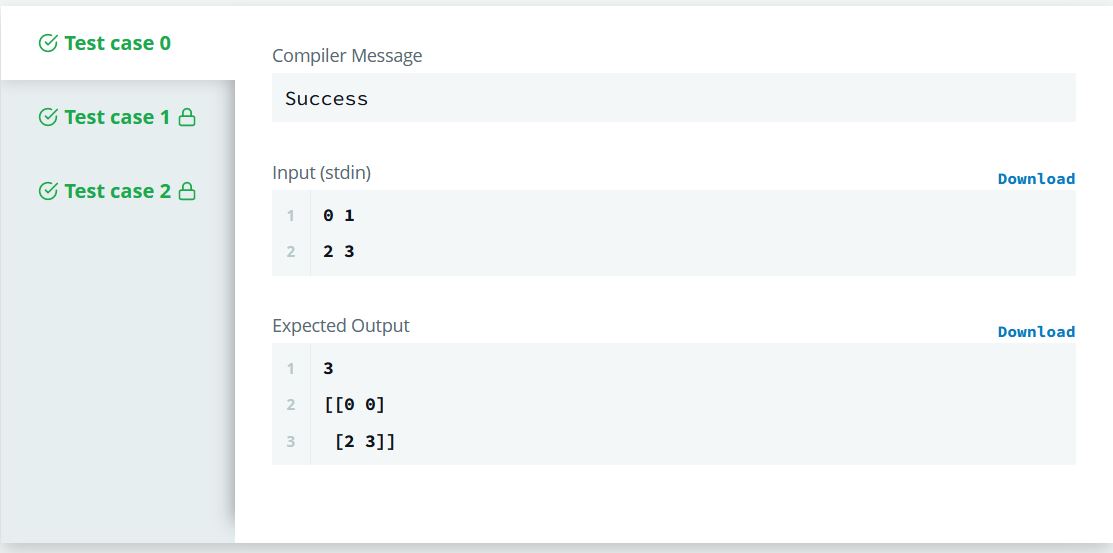 Test case 0
Test case 1
Test case 2
Compiler Message
Success
Input (stdin)
Download
1 0 1
2 2 3
Expected Output
Download
1 3
2 [[0 0]
3  [2 3]]